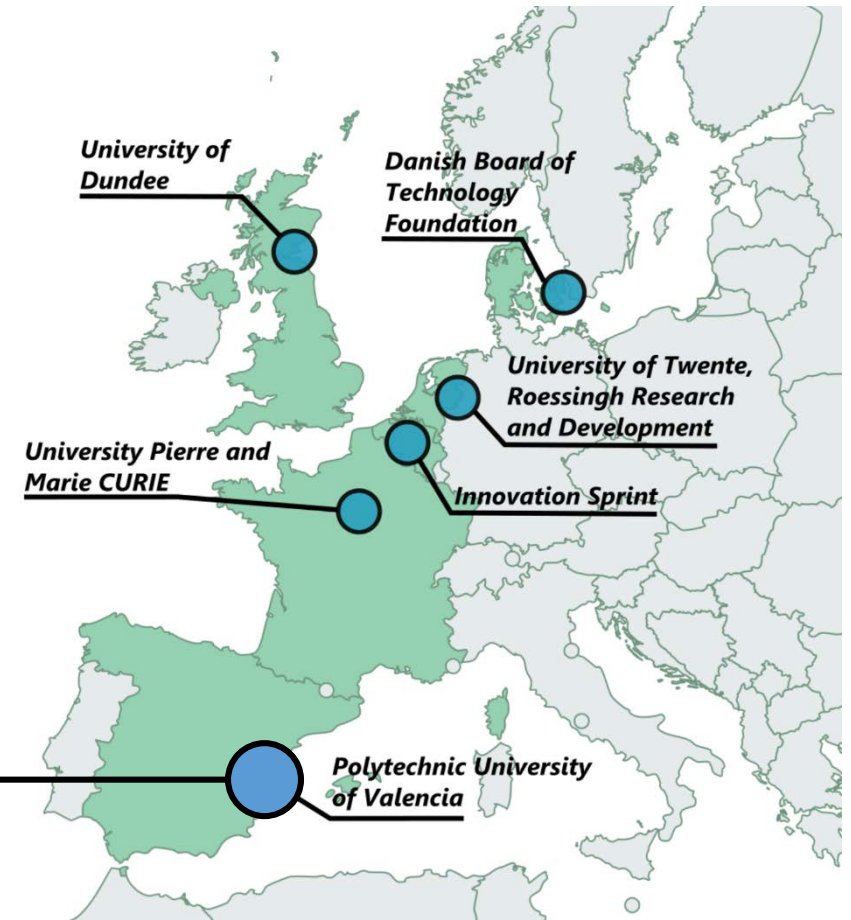 University of
Dundee
Danish Board of
Technology
Foundation
University of Twente,
Roessingh Research
and Development
University Pierre and
Marie CURIE
Innovation Sprint
Polytechnic University
of Valencia